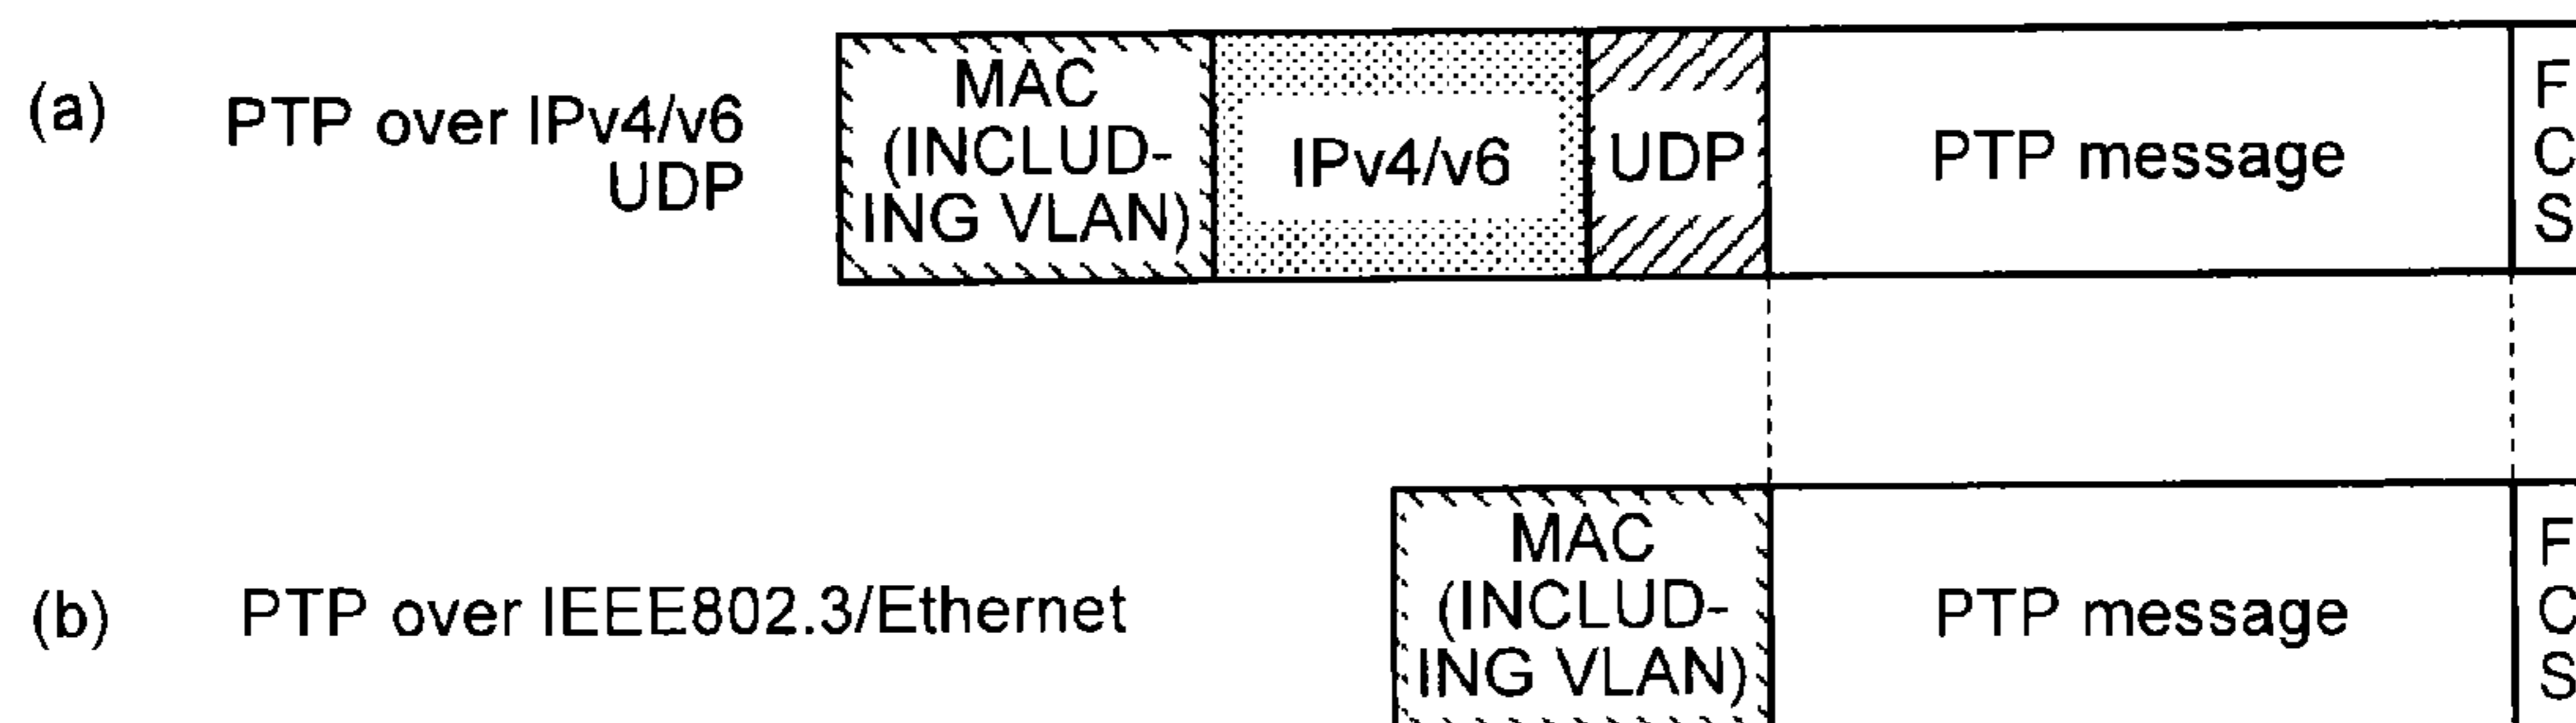 (a)
PTP over IPv4/v6
UDP
MAC
(INCLUD-
ING VLAN)
IPv4/v6
UDP
PTP message
F
C
S
(b)
PTP over IEEE802.3/Ethernet
MAC
(INCLUD-
ING VLAN)
PTP message
F
C
S